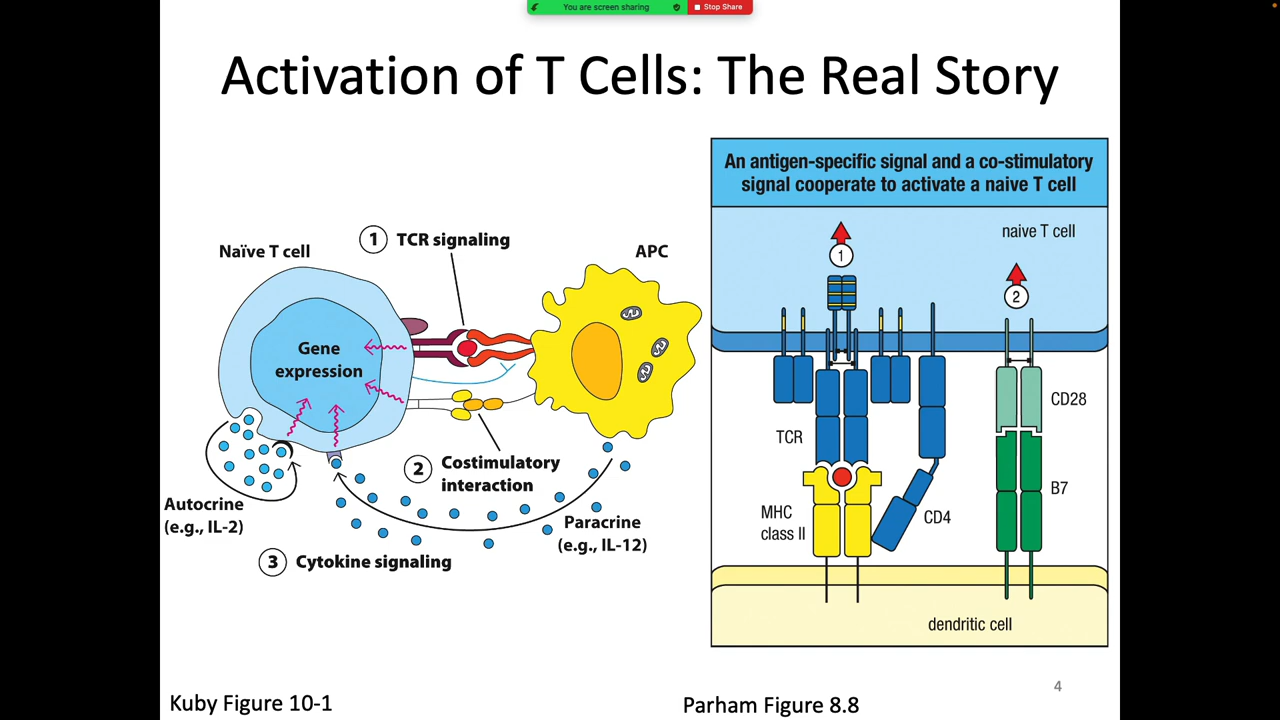 You are screen sharing
Stop Share
Activation of T Cells: The Real Story
Naïve T cell
1 TCR signaling
APC
Gene
expression
2 Costimulatory
interaction
Autocrine
(e.g., IL-2)
Paracrine
(e.g., IL-12)
3 Cytokine signaling
An antigen-specific signal and a co-stimulatory
signal cooperate to activate a naive T cell
naive T cell
1
2
CD28
TCR
B7
MHC
class II
CD4
dendritic cell
4
Kuby Figure 10-1
Parham Figure 8.8